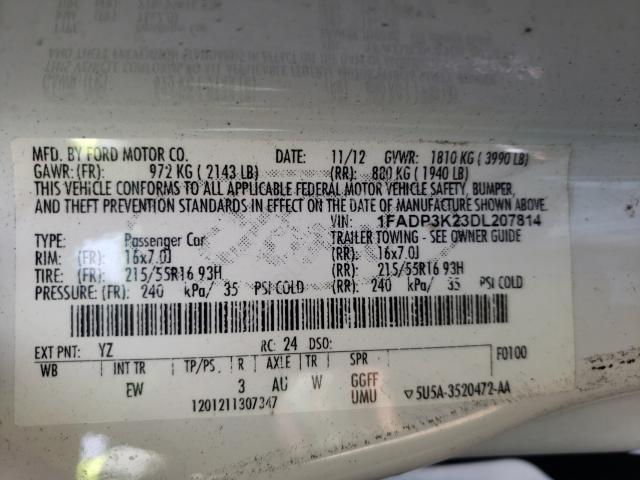 MFD. BY FORD MOTOR CO. DATE: 11/12 GVWR: 1810 KG ( 3990 LB)
GAWR: (FR): 972 KG ( 2143 LB) (RR): 880 KG ( 1940 LB)
THIS VEHICLE CONFORMS TO ALL APPLICABLE FEDERAL MOTOR VEHICLE SAFETY, BUMPER,
AND THEFT PREVENTION STANDARDS IN EFFECT ON THE DATE OF MANUFACTURE SHOWN ABOVE.
VIN: 1FADP3K23DL207814
TYPE: Passenger Car TRAILER TOWING - SEE OWNER GUIDE
RIM: (FR): 16x7.0J (RR): 16x7.0J
TIRE: (FR): 215/55R16 93H (RR): 215/55R16 93H
PRESSURE: (FR): 240 kPa/ 35 PSI COLD (RR): 240 kPa/ 35 PSI COLD
EXT PNT: YZ RC: 24 DSO: F0100
WB INT TR TP/PS R AXLE TR SPR
EW 3 AU W GGFF
UMU ▽5U5A-3520472-AA
1201211307347